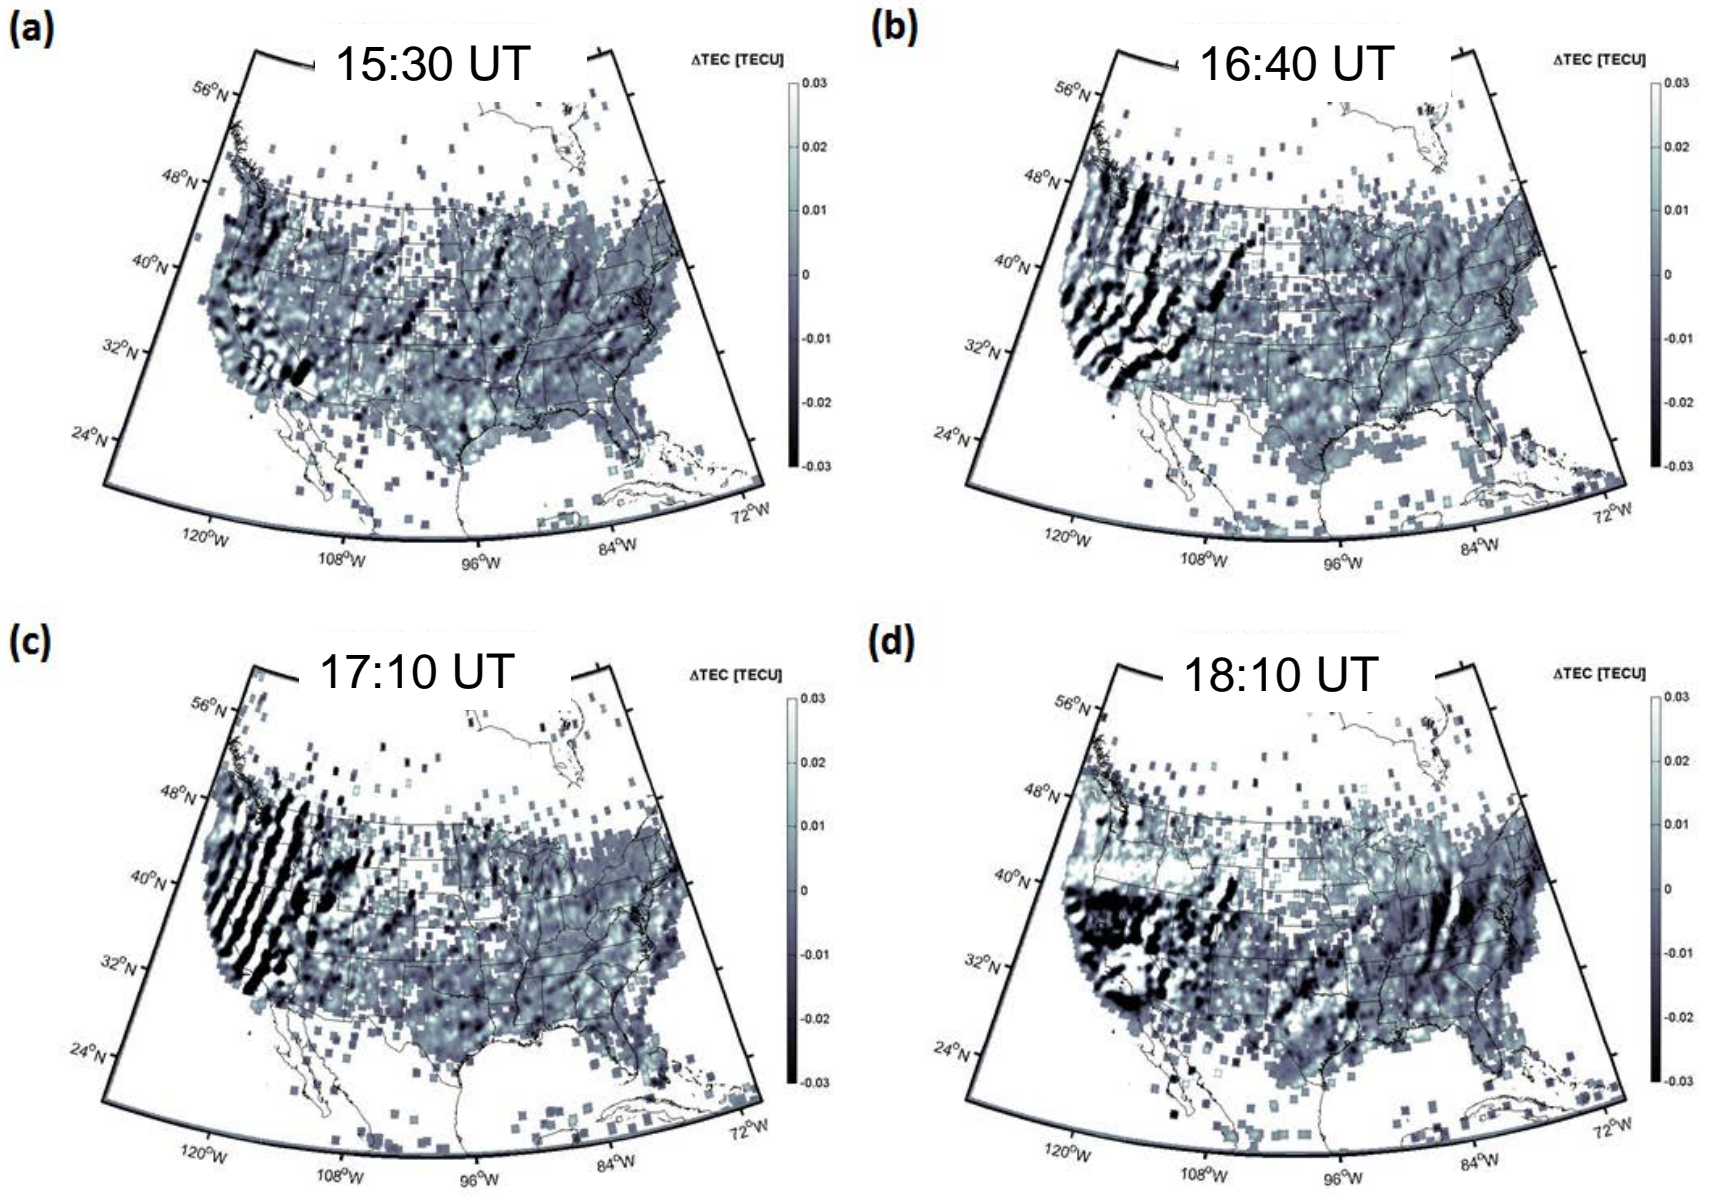 (a)
15:30 UT
ΔTEC [TECU]
0.03
0.02
0.01
0
-0.01
-0.02
-0.03
56°N
48°N
40°N
32°N
24°N
120°W
108°W
96°W
84°W
72°W
(b)
16:40 UT
ΔTEC [TECU]
0.03
0.02
0.01
0
-0.01
-0.02
-0.03
56°N
48°N
40°N
32°N
24°N
120°W
108°W
96°W
84°W
72°W
(c)
17:10 UT
ΔTEC [TECU]
0.03
0.02
0.01
0
-0.01
-0.02
-0.03
56°N
48°N
40°N
32°N
24°N
120°W
108°W
96°W
84°W
72°W
(d)
18:10 UT
ΔTEC [TECU]
0.03
0.02
0.01
0
-0.01
-0.02
-0.03
56°N
48°N
40°N
32°N
24°N
120°W
108°W
96°W
84°W
72°W